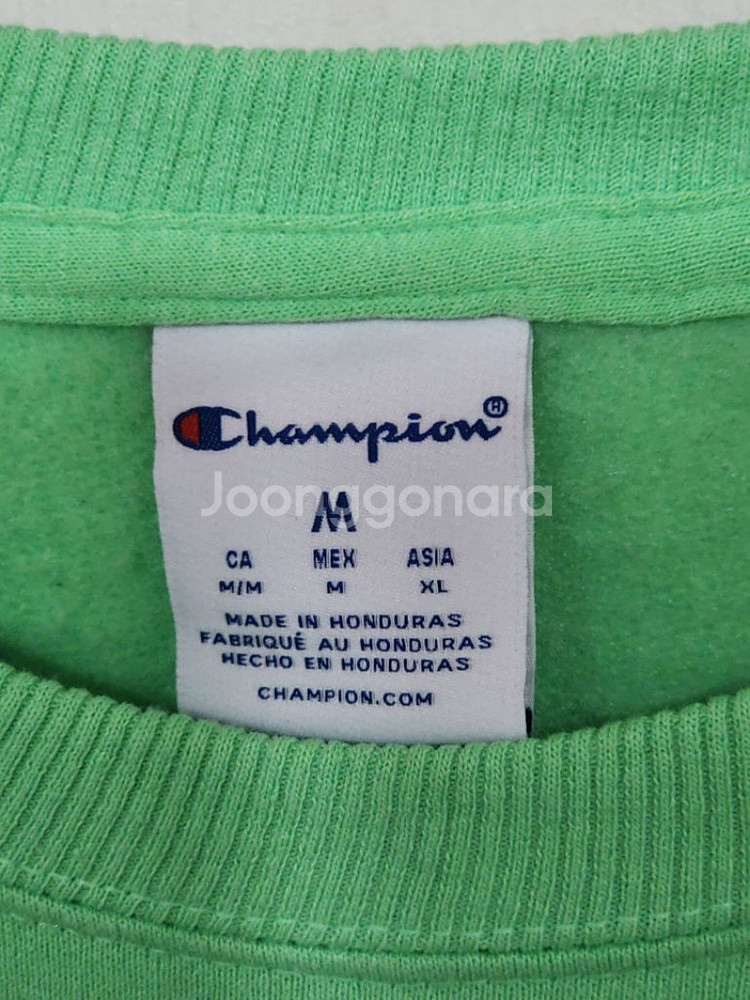 Champion
Joonggonara
M
CA MEX ASIA
M/M M XL
MADE IN HONDURAS
FABRIQUÉ AU HONDURAS
HECHO EN HONDURAS
CHAMPION.COM